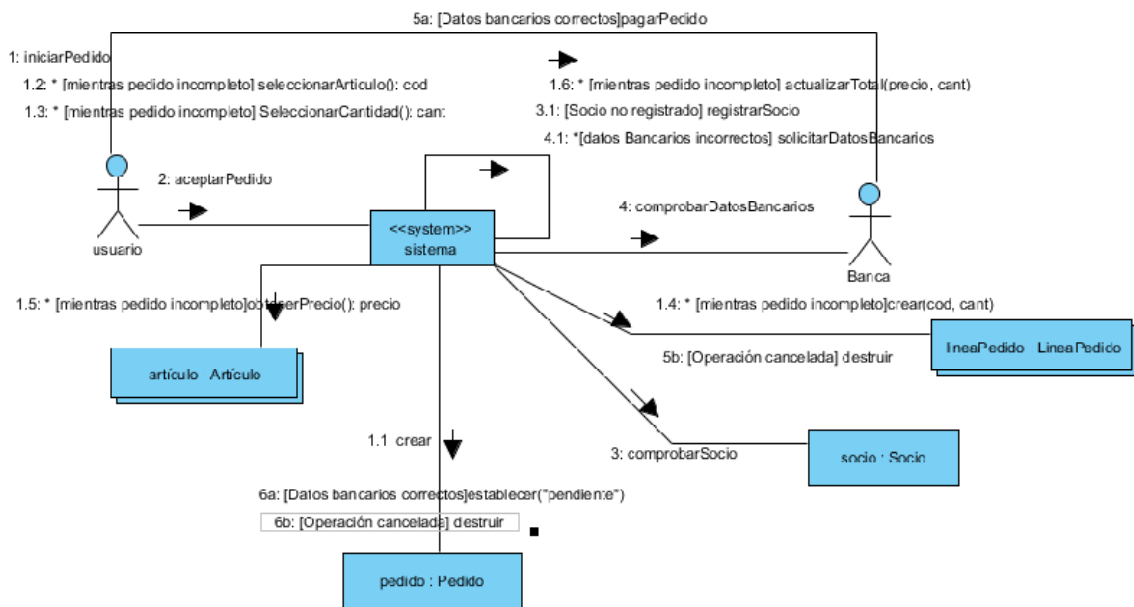 5a: [Datos bancarios correctos]pagarPedido
1: iniciarPedido
1.2: * [mientras pedido incompleto] seleccionarArticulo(): cod
1.3: * [mientras pedido incompleto] SeleccionarCantidad(): can:
1.6: * [mientras pedido incompleto] actualizarTotal(precio, cant)
3.1: [Socio no registrado] registrarSocio
4.1: *[datos Bancarios incorrectos] solicitarDatosBancarios
2: aceptarPedido
4: comprobarDatosBancarios
<<system>>
sistema
usuario
Banca
1.5: * [mientras pedido incompleto]obtenerPrecio(): precio
1.4: * [mientras pedido incompleto]crear(cod, cant)
lineaPedido : LineaPedido
5b: [Operación cancelada] destruir
artículo : Artículo
1.1 crear
3: comprobarSocio
socio : Socio
6a: [Datos bancarios correctos]establecer("pendiente")
6b: [Operación cancelada] destruir
pedido : Pedido